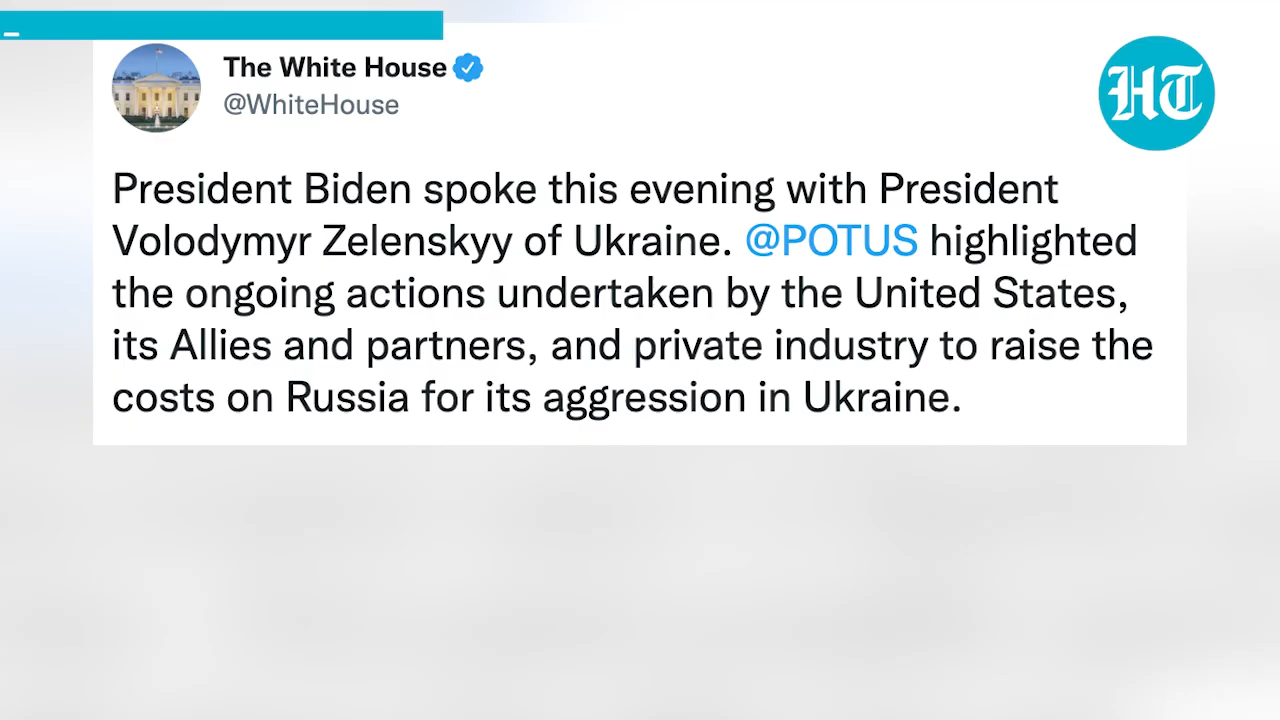 The White House
@WhiteHouse
HT
President Biden spoke this evening with President
Volodymyr Zelenskyy of Ukraine. @POTUS highlighted
the ongoing actions undertaken by the United States,
its Allies and partners, and private industry to raise the
costs on Russia for its aggression in Ukraine.